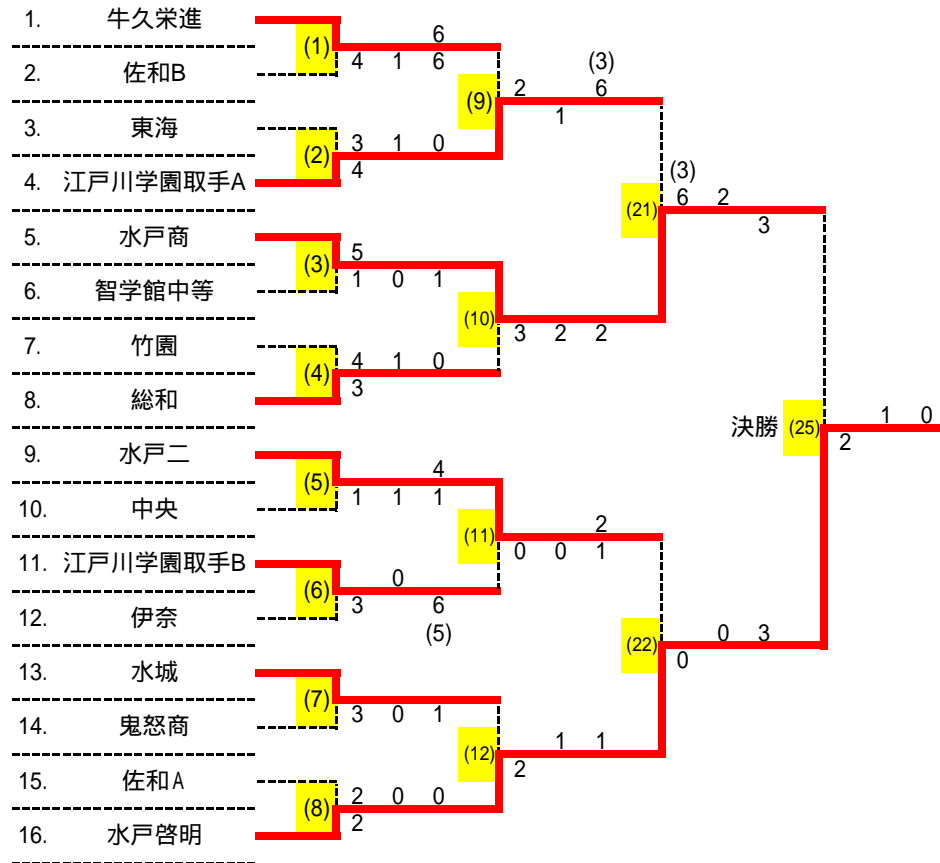 1. 牛久栄進
(1)
6
4 1 6
2. 佐和B
(9)
2 (3) 6
1
3. 東海
(2)
3 1 0
4
4. 江戸川学園取手A
(21)
(3)
6 2
3
5. 水戸商
(3)
5
1 0 1
6. 智学館中等
(10)
3 2 2
7. 竹園
(4)
4 1 0
3
8. 総和
決勝 (25)
1 0
2
9. 水戸二
(5)
4
1 1 1
10. 中央
(11)
2
0 0 1
11. 江戸川学園取手B
(6)
0
3 6
(5)
12. 伊奈
(22)
0 3
0
13. 水城
(7)
3 0 1
14. 鬼怒商
(12)
1 1
2
15. 佐和A
(8)
2 0 0
2
16. 水戸啓明